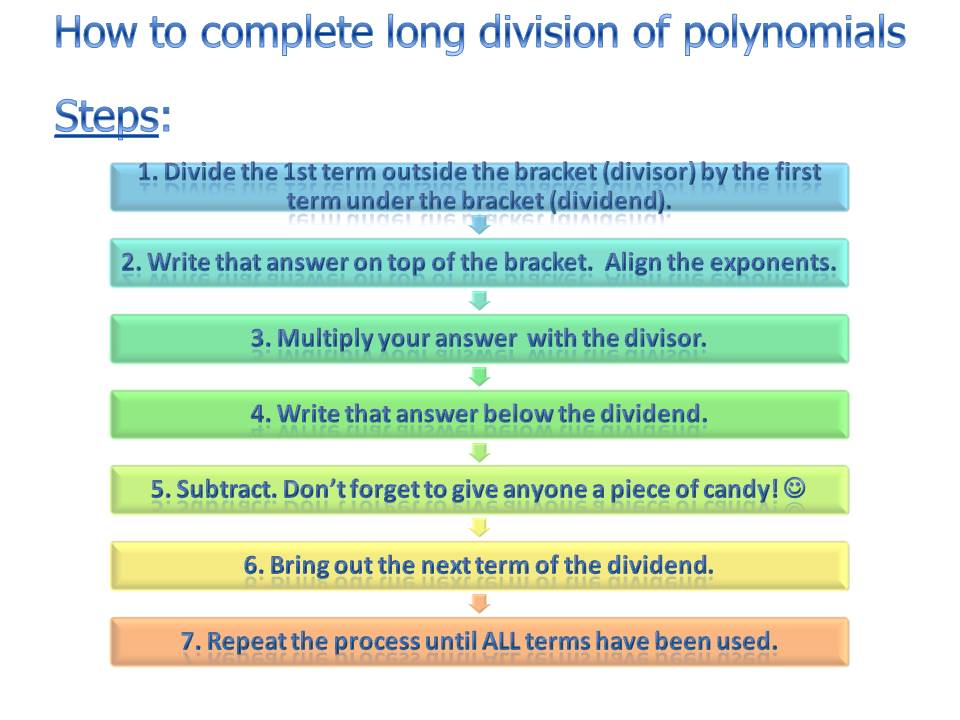 How to complete long division of polynomials
Steps:
1. Divide the 1st term outside the bracket (divisor) by the first
term under the bracket (dividend).
2. Write that answer on top of the bracket.  Align the exponents.
3. Multiply your answer  with the divisor.
4. Write that answer below the dividend.
5. Subtract. Don’t forget to give anyone a piece of candy! ☺
6. Bring out the next term of the dividend.
7. Repeat the process until ALL terms have been used.